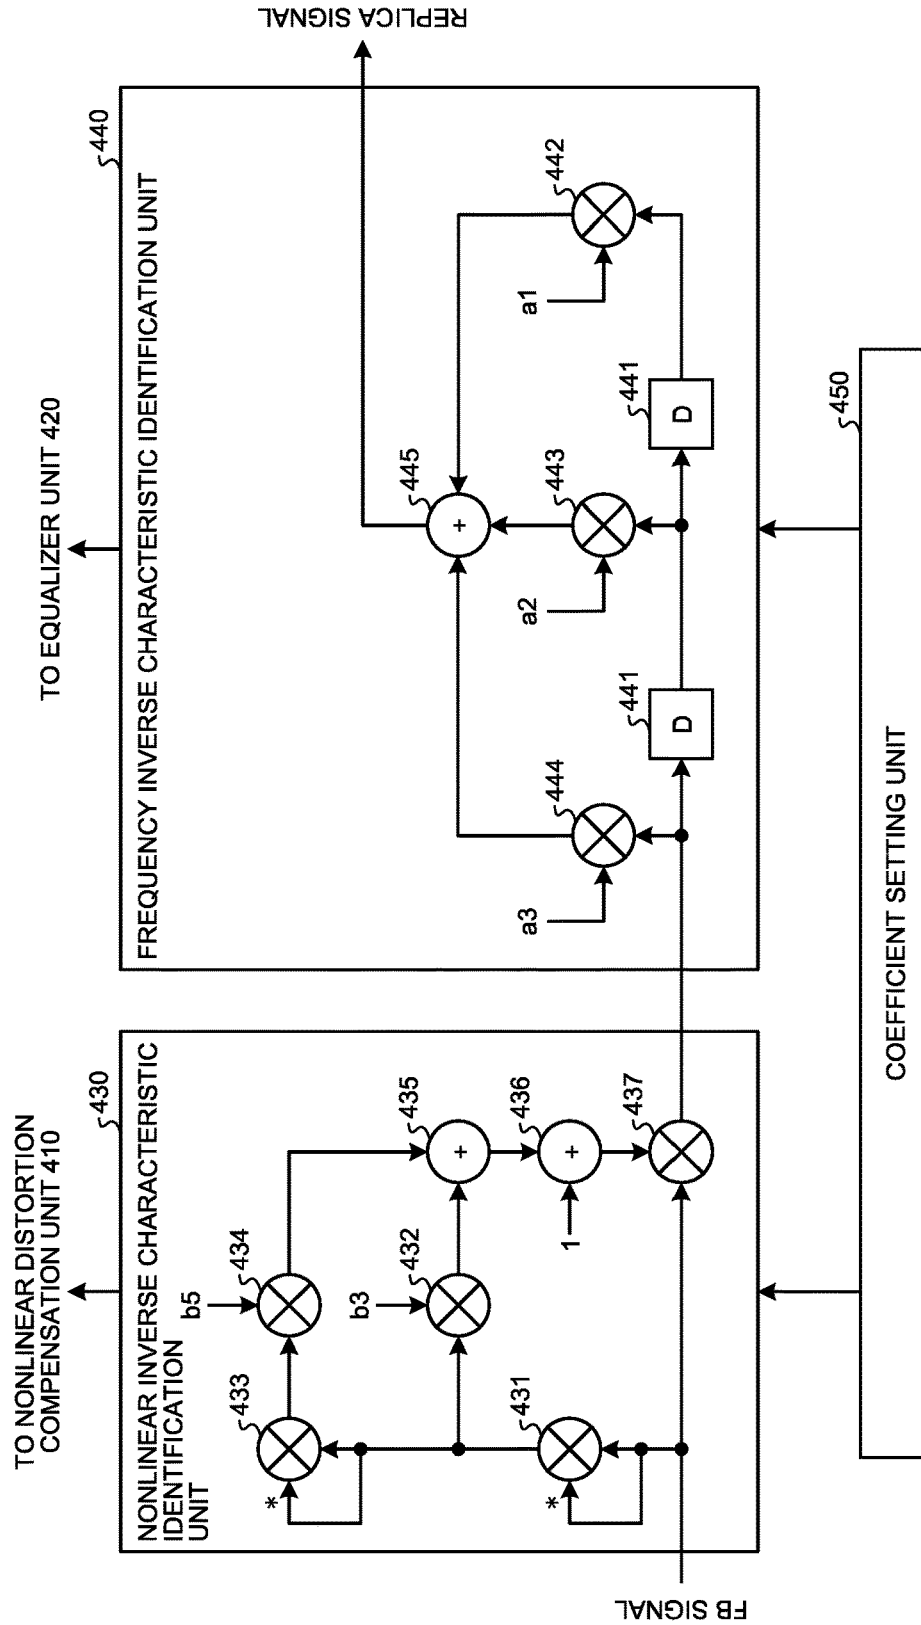 TO NONLINEAR DISTORTION
COMPENSATION UNIT 410
430
NONLINEAR INVERSE CHARACTERISTIC
IDENTIFICATION
UNIT
b5
434
433
*
435
b3
432
436
1
431
*
437
FB SIGNAL
TO EQUALIZER UNIT 420
440
FREQUENCY INVERSE CHARACTERISTIC IDENTIFICATION UNIT
REPLICA SIGNAL
445
+
+
+
a3
444
a2
443
a1
442
441
D
441
D
450
COEFFICIENT SETTING UNIT